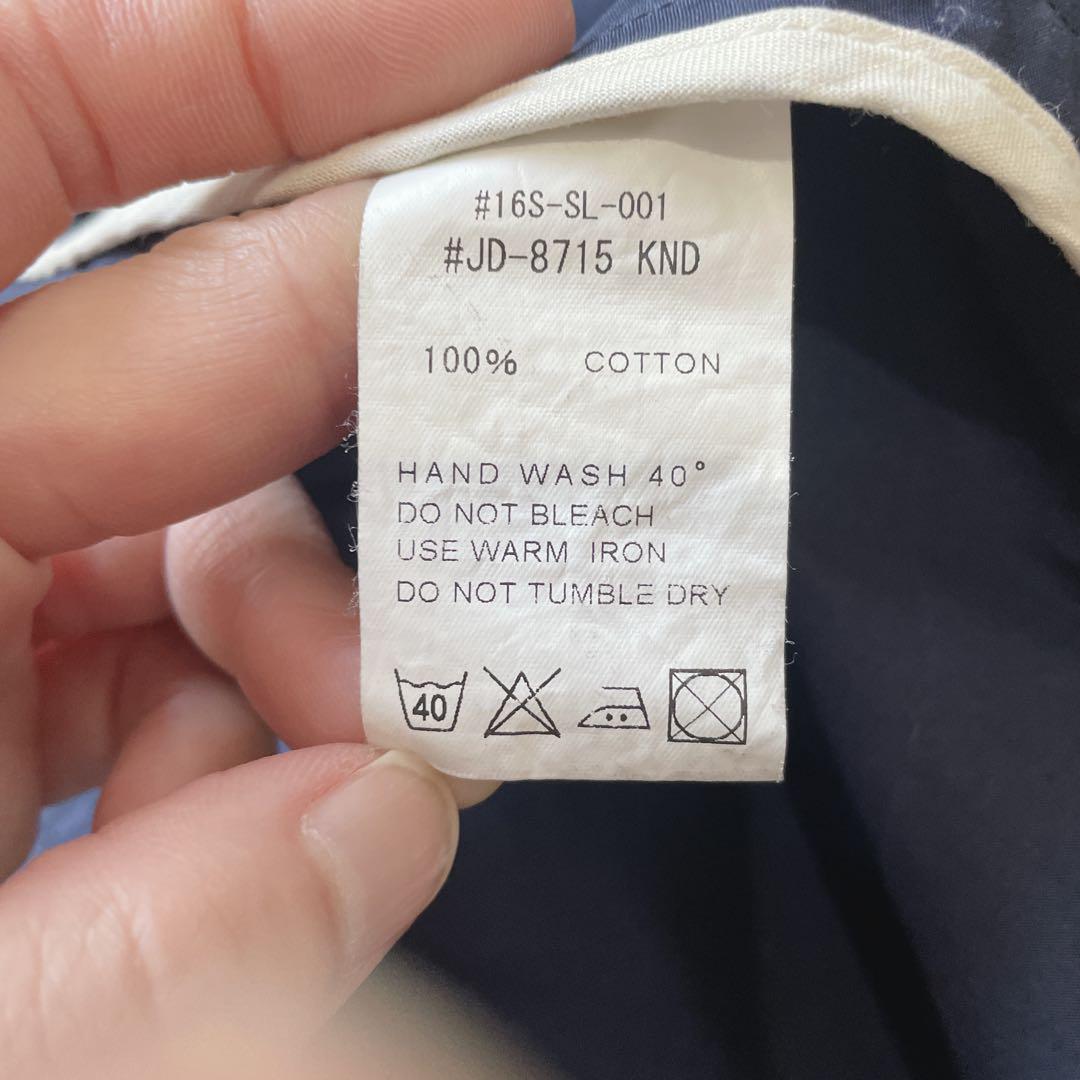 #16S-SL-001
#JD-8715 KND
100% COTTON
HAND WASH 40°
DO NOT BLEACH
USE WARM IRON
DO NOT TUMBLE DRY
40